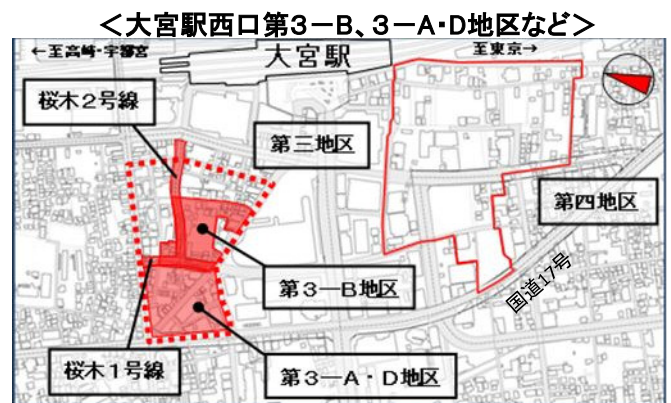 ＜大宮駅西口第3－B、3－A・D地区など＞
←至高崎・宇都宮
大宮駅
至東京→
桜木2号線
第三地区
第四地区
国道17号
第3－B地区
桜木1号線
第3－A・D地区